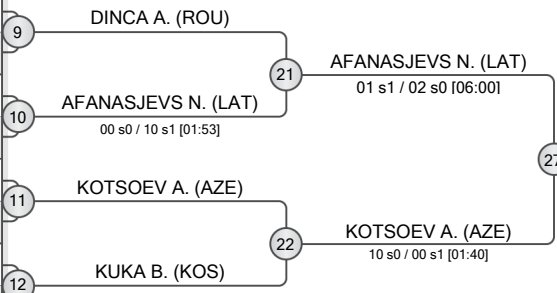 DINCA A. (ROU)
9
21
AFANASJEVS N. (LAT)
01 s1 / 02 s0 [06:00]
AFANASJEVS N. (LAT)
10
00 s0 / 10 s1 [01:53]
27
KOTSOEV A. (AZE)
11
22
KOTSOEV A. (AZE)
10 s0 / 00 s1 [01:40]
KUKA B. (KOS)
12